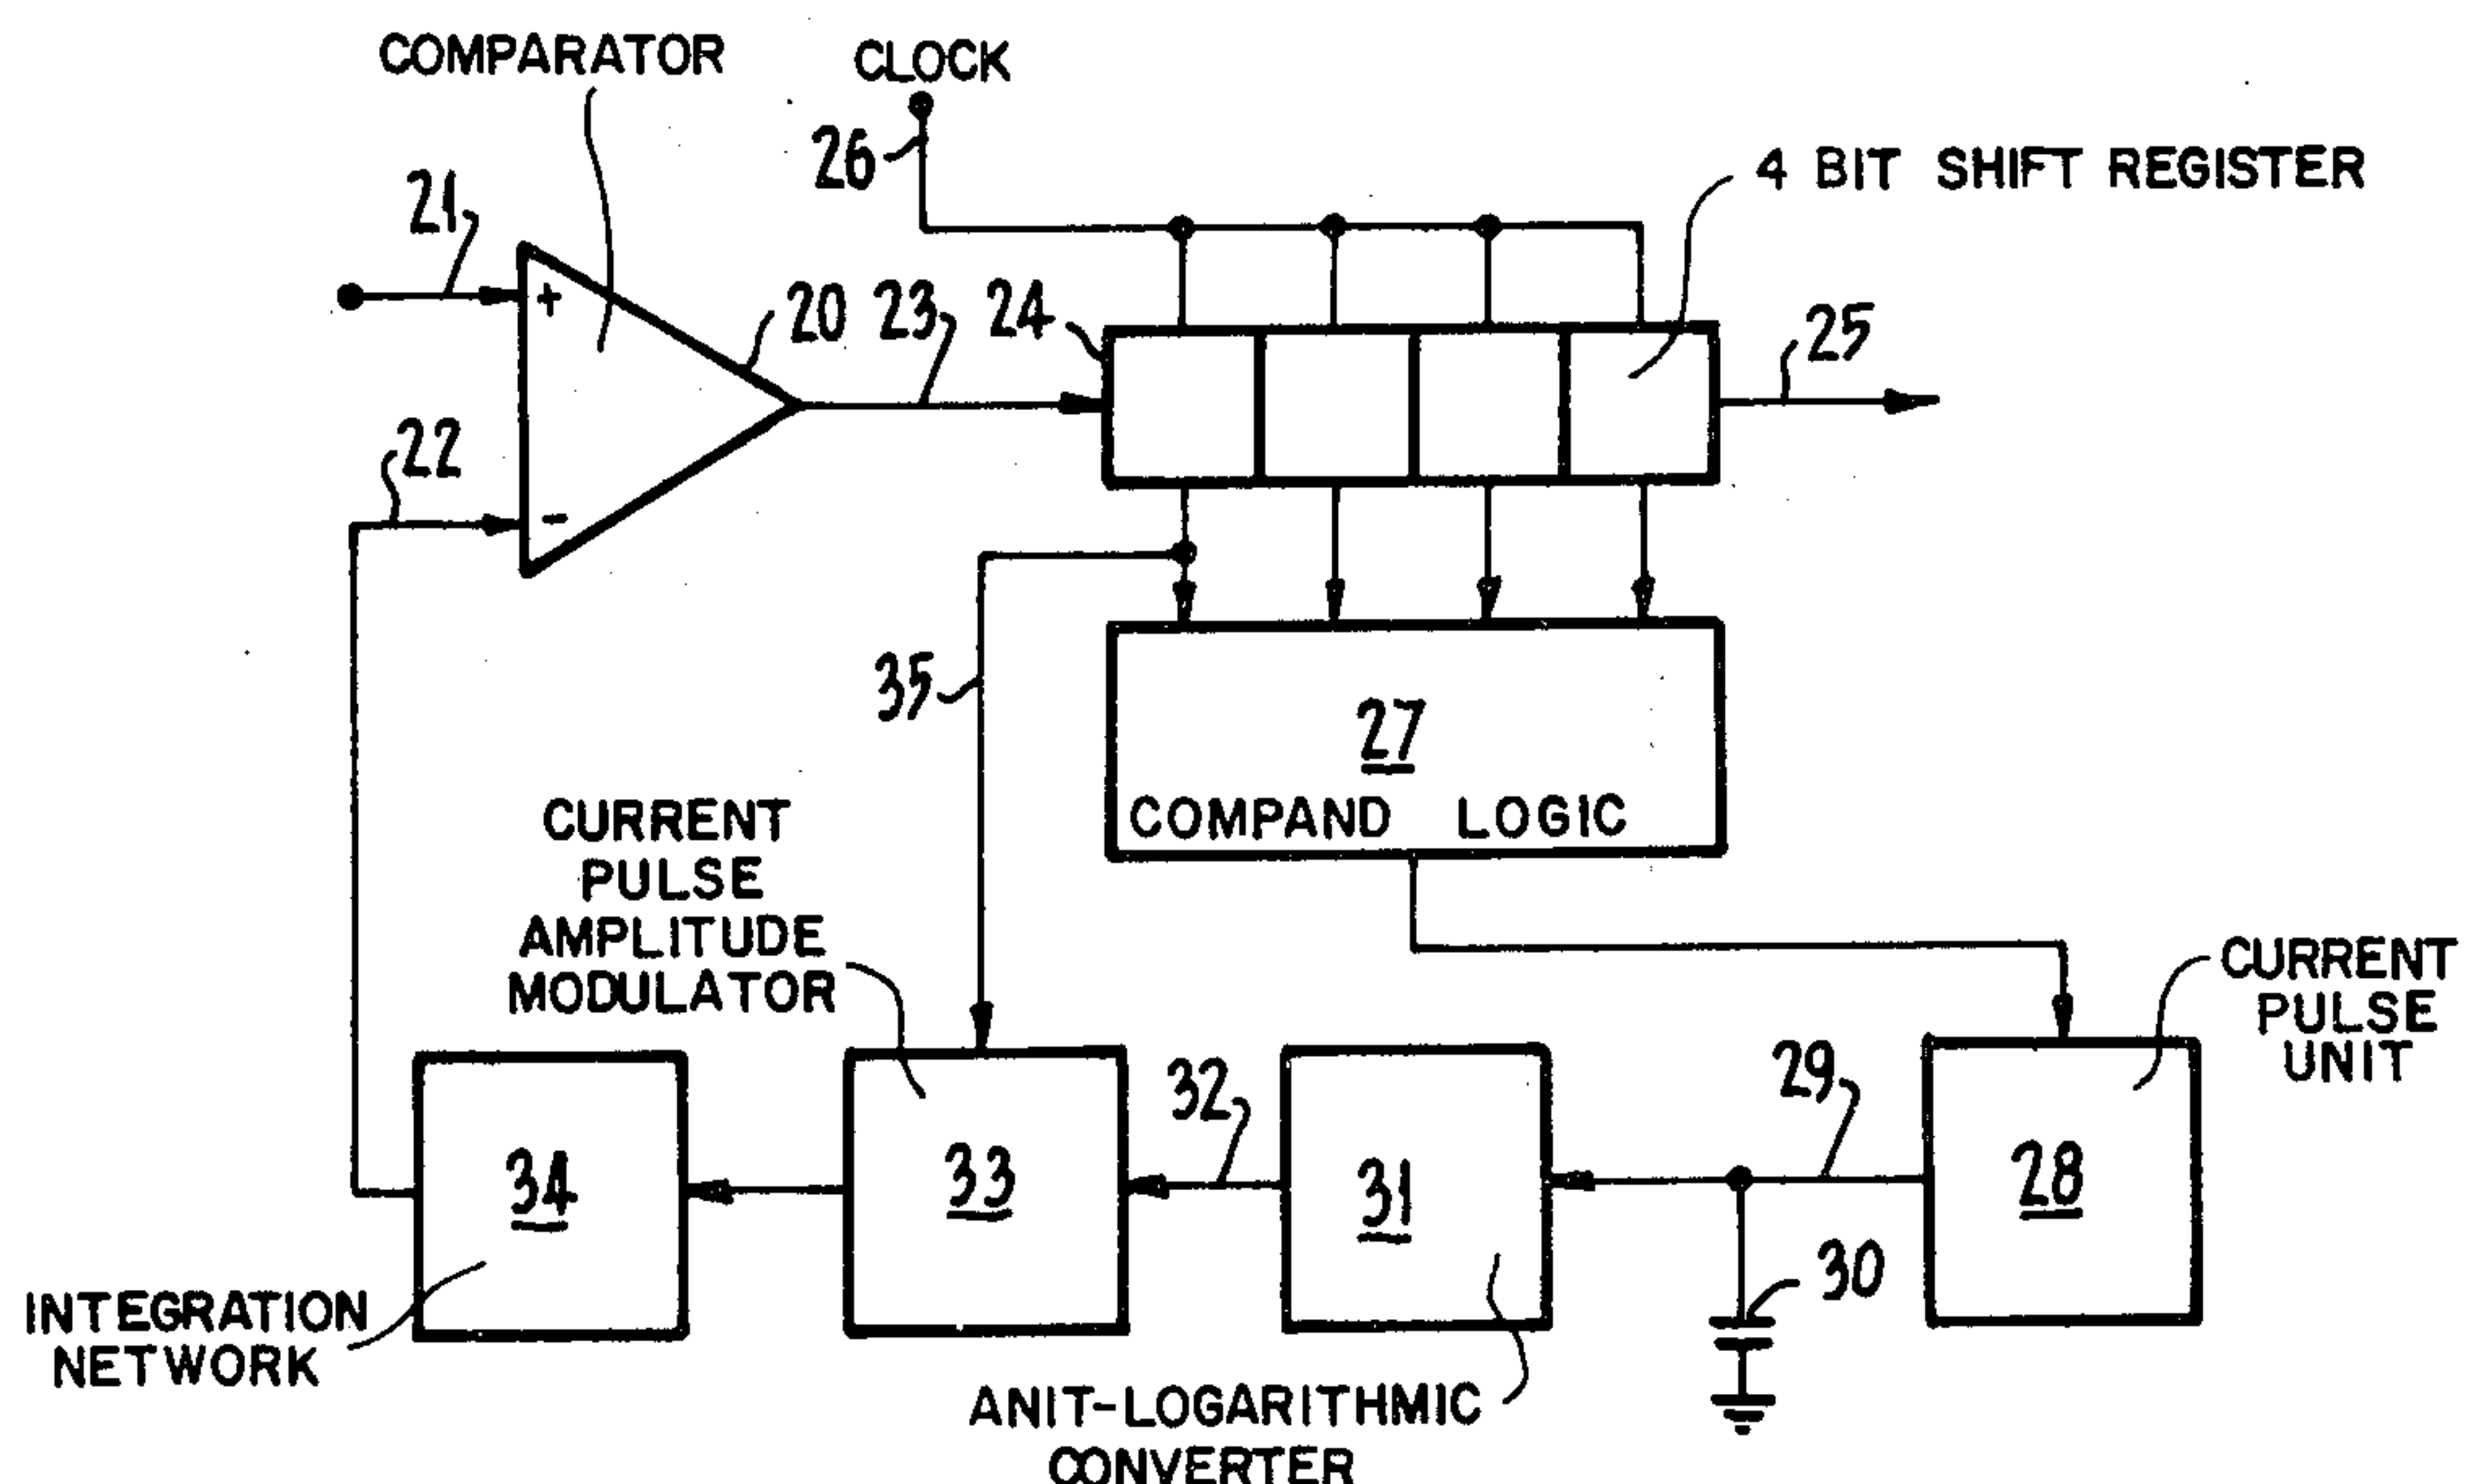 COMPARATOR
CLOCK
26
4 BIT SHIFT REGISTER
21
+
20
23
24
25
22
-
35
27
COMPAND LOGIC
CURRENT
PULSE
AMPLITUDE
MODULATOR
CURRENT
PULSE
UNIT
29
32
34
33
31
28
30
INTEGRATION
NETWORK
ANIT-LOGARITHMIC
CONVERTER